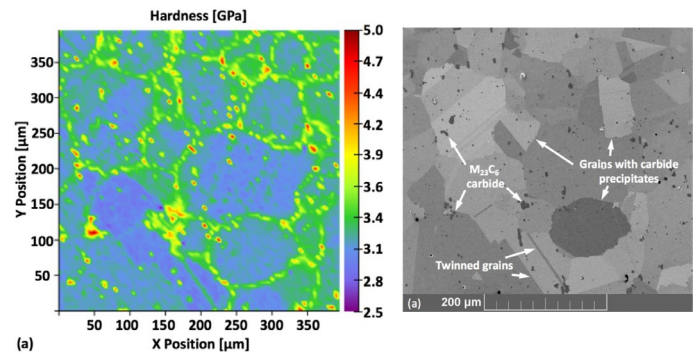 Hardness [GPa]
350
300
250
200
150
100
50
Y Position [µm]
50 100 150 200 250 300 350
X Position [µm]
5.0
4.7
4.4
4.2
3.9
3.6
3.4
3.1
2.8
2.5
(a)
M23C6
carbide
Grains with carbide
precipitates
Twinned grains
(a) 200 µm